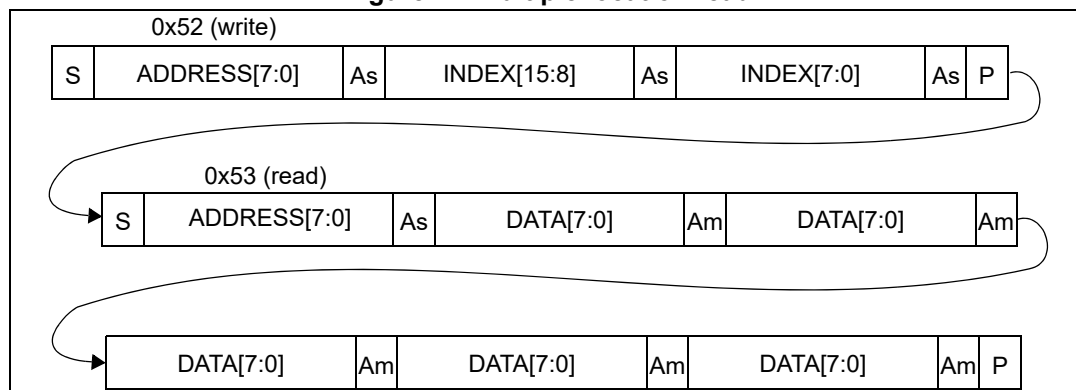 0x52 (write)
S ADDRESS[7:0] As INDEX[15:8] As INDEX[7:0] As P
0x53 (read)
S ADDRESS[7:0] As DATA[7:0] Am DATA[7:0] Am
DATA[7:0] Am DATA[7:0] Am DATA[7:0] Am P